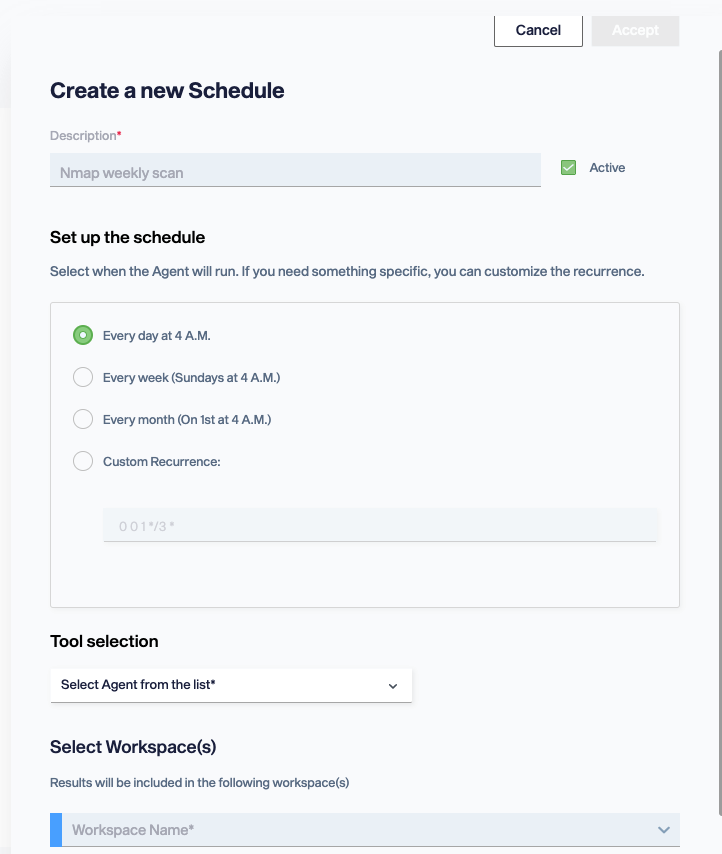 Cancel
Accept
Create a new Schedule
Description*
Nmap weekly scan
Active
Set up the schedule
Select when the Agent will run. If you need something specific, you can customize the recurrence.
Every day at 4 A.M.
Every week (Sundays at 4 A.M.)
Every month (On 1st at 4 A.M.)
Custom Recurrence:
0 0 1 */3 *
Tool selection
Select Agent from the list*
Select Workspace(s)
Results will be included in the following workspace(s)
Workspace Name*